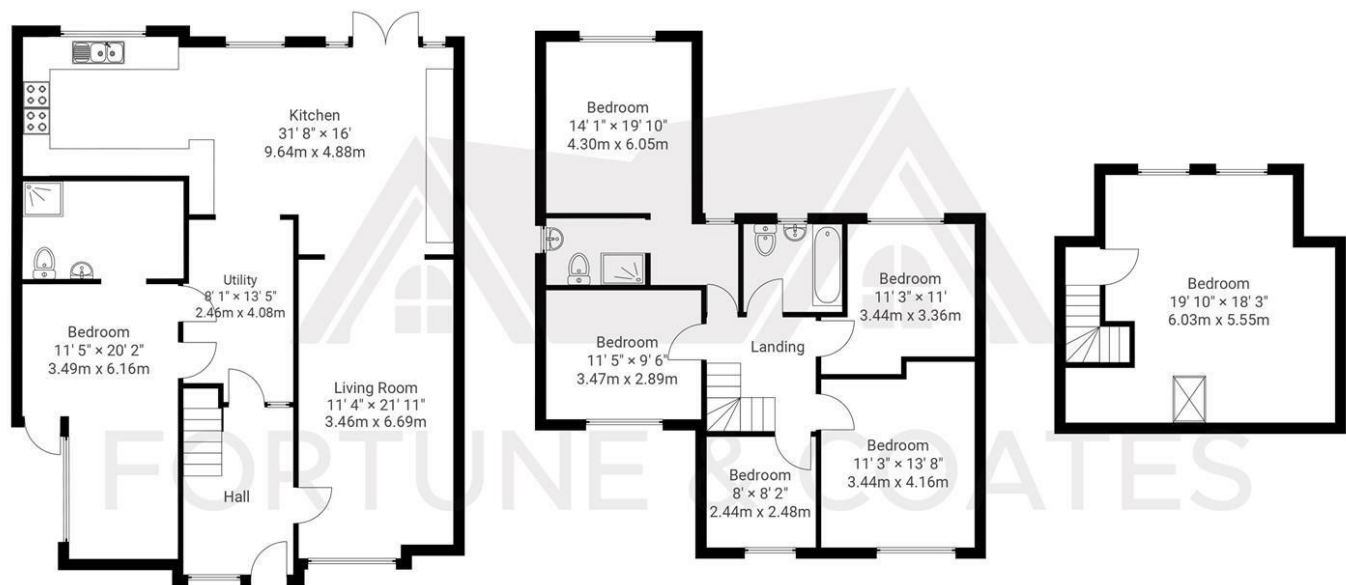 Kitchen
31' 8" × 16'
9.64m x 4.88m
Utility
8' 1" × 13' 5"
2.46m x 4.08m
Bedroom
11' 5" × 20' 2"
3.49m x 6.16m
Living Room
11' 4" × 21' 11"
3.46m x 6.69m
Hall
Bedroom
14' 1" × 19' 10"
4.30m x 6.05m
Bedroom
11' 3" × 11'
3.44m x 3.36m
Bedroom
11' 5" × 9' 6"
3.47m x 2.89m
Landing
Bedroom
11' 3" × 13' 8"
3.44m x 4.16m
Bedroom
8' × 8' 2"
2.44m x 2.48m
Bedroom
19' 10" × 18' 3"
6.03m x 5.55m
FORTUNE & COATES